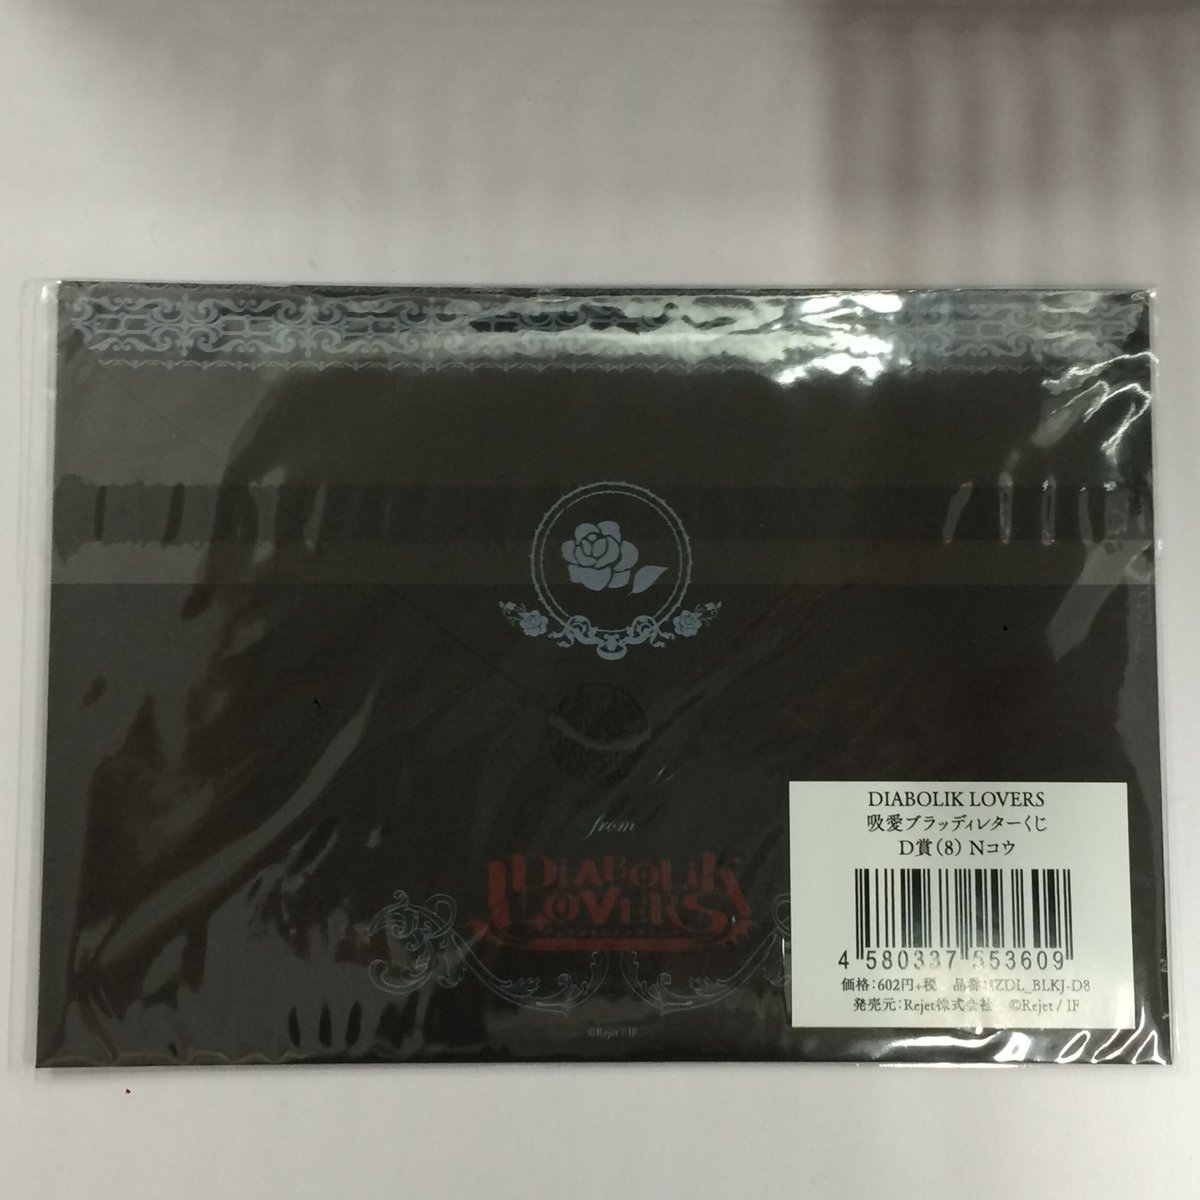 from
DIABOLIK
LOVERS
©Rejet / IF
DIABOLIK LOVERS
吸愛ブラッディレターくじ
D賞(8) Nコウ
4 580337 553609
価格:602円+税 品番:IZDL_BLKJ-D8
発売元:Rejet株式会社 ©Rejet / IF